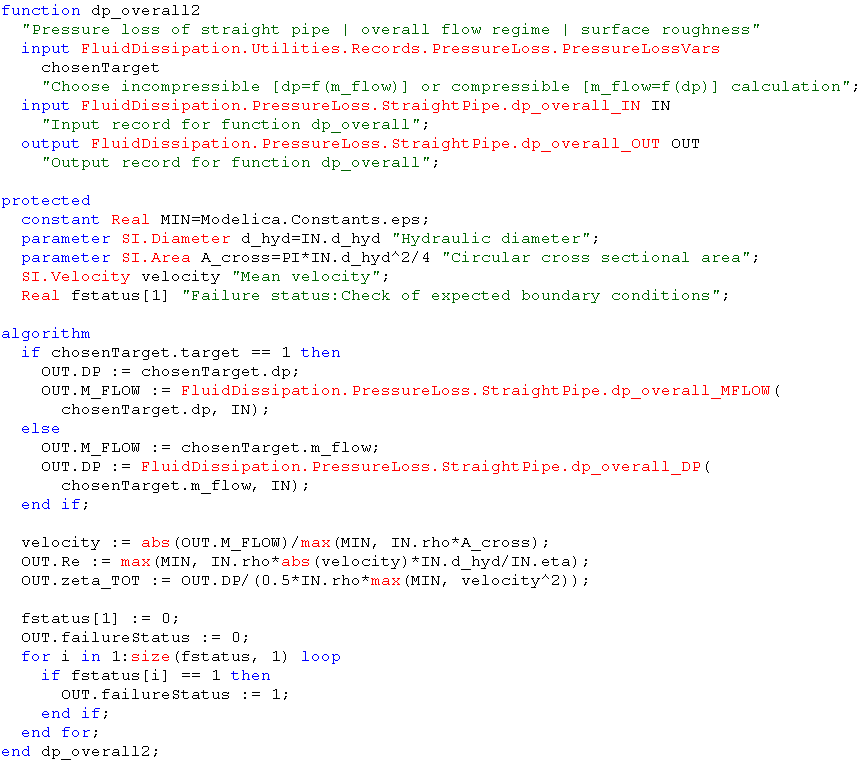 function dp_overall2
  "Pressure loss of straight pipe | overall flow regime | surface roughness"
  input FluidDissipation.Utilities.Records.PressureLoss.PressureLossVars
    chosenTarget
    "Choose incompressible [dp=f(m_flow)] or compressible [m_flow=f(dp)] calculation";
  input FluidDissipation.PressureLoss.StraightPipe.dp_overall_IN IN
    "Input record for function dp_overall";
  output FluidDissipation.PressureLoss.StraightPipe.dp_overall_OUT OUT
    "Output record for function dp_overall";

protected
  constant Real MIN=Modelica.Constants.eps;
  parameter SI.Diameter d_hyd=IN.d_hyd "Hydraulic diameter";
  parameter SI.Area A_cross=PI*IN.d_hyd^2/4 "Circular cross sectional area";
  SI.Velocity velocity "Mean velocity";
  Real fstatus[1] "Failure status:Check of expected boundary conditions";

algorithm
  if chosenTarget.target == 1 then
    OUT.DP := chosenTarget.dp;
    OUT.M_FLOW := FluidDissipation.PressureLoss.StraightPipe.dp_overall_MFLOW(
      chosenTarget.dp, IN);
  else
    OUT.M_FLOW := chosenTarget.m_flow;
    OUT.DP := FluidDissipation.PressureLoss.StraightPipe.dp_overall_DP(
      chosenTarget.m_flow, IN);
  end if;

  velocity := abs(OUT.M_FLOW)/max(MIN, IN.rho*A_cross);
  OUT.Re := max(MIN, IN.rho*abs(velocity)*IN.d_hyd/IN.eta);
  OUT.zeta_TOT := OUT.DP/(0.5*IN.rho*max(MIN, velocity^2));

  fstatus[1] := 0;
  OUT.failureStatus := 0;
  for i in 1:size(fstatus, 1) loop
    if fstatus[i] == 1 then
      OUT.failureStatus := 1;
    end if;
  end for;
end dp_overall2;